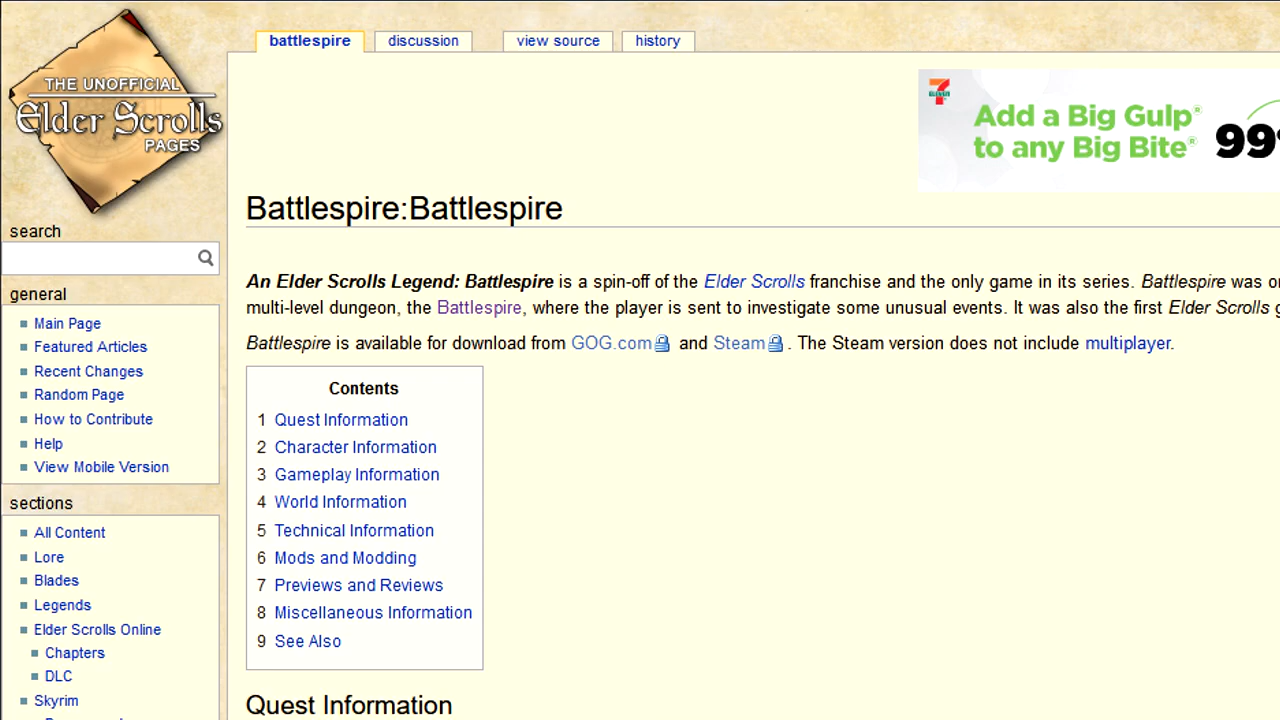 THE UNOFFICIAL
Elder Scrolls
PAGES
battlespire
discussion
view source
history
7
ELEVEN
Add a Big Gulp®
to any Big Bite®
99¢
search
general
Main Page
Featured Articles
Recent Changes
Random Page
How to Contribute
Help
View Mobile Version
sections
All Content
Lore
Blades
Legends
Elder Scrolls Online
Chapters
DLC
Skyrim
Battlespire:Battlespire
An Elder Scrolls Legend: Battlespire is a spin-off of the Elder Scrolls franchise and the only game in its series. Battlespire was
multi-level dungeon, the Battlespire, where the player is sent to investigate some unusual events. It was also the first Elder Scrolls
Battlespire is available for download from GOG.com and Steam. The Steam version does not include multiplayer.
Contents
1 Quest Information
2 Character Information
3 Gameplay Information
4 World Information
5 Technical Information
6 Mods and Modding
7 Previews and Reviews
8 Miscellaneous Information
9 See Also
Quest Information